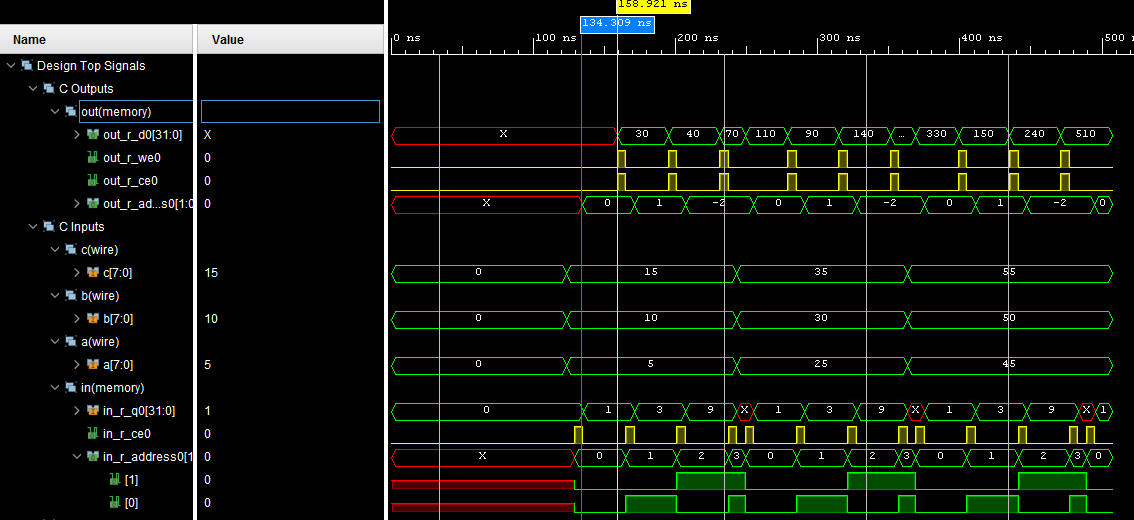 158.921 ns
134.309 ns
Name Value 0 ns 100 ns 200 ns 300 ns 400 ns 500
Design Top Signals
C Outputs
out(memory)
out_r_d0[31:0] X X 30 40 70 110 90 140 ... 330 150 240 510
out_r_we0 0
out_r_ce0 0
out_r_ad...s0[1:0 0 X 0 1 -2 0 1 -2 0 1 -2 0
C Inputs
c(wire)
c[7:0] 15 0 15 35 55
b(wire)
b[7:0] 10 0 10 30 50
a(wire)
a[7:0] 5 0 5 25 45
in(memory)
in_r_q0[31:0] 1 0 1 3 9 X 1 3 9 X 1 3 9 X 1
in_r_ce0 0
in_r_address0[1 0 X 0 1 2 3 0 1 2 3 0 1 2 3 0
[1] 0
[0] 0